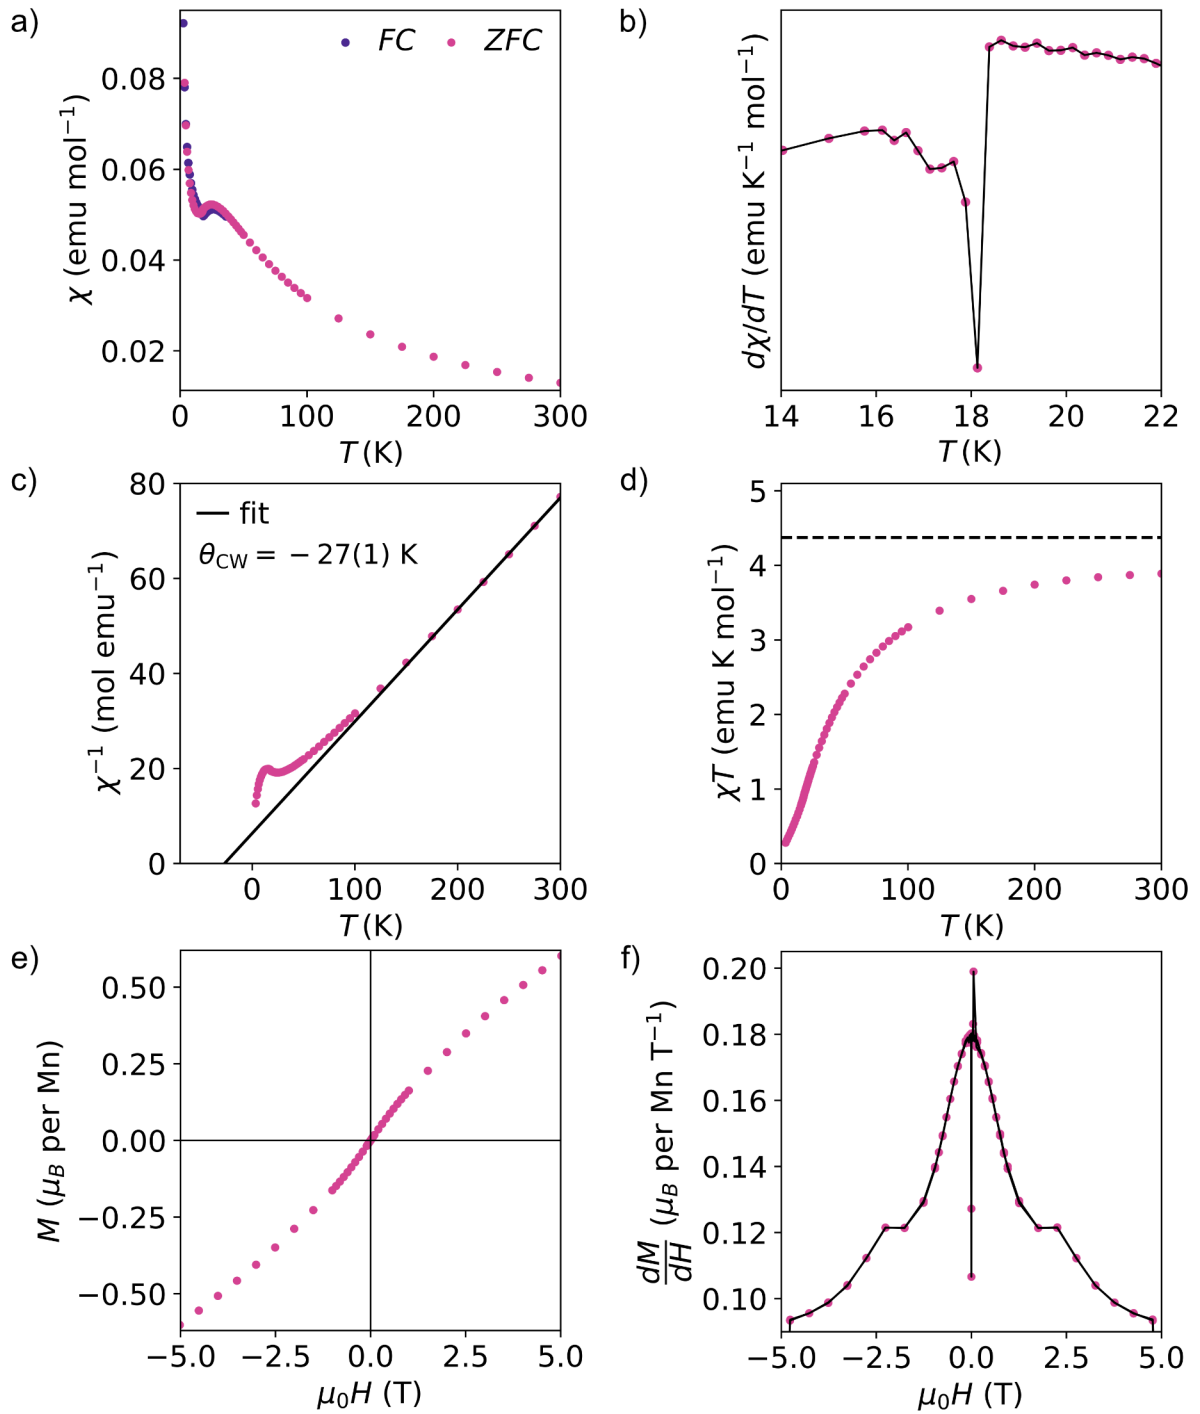 a)
FC ZFC
0.08
0.06
0.04
0.02
χ (emu mol⁻¹)
0 100 200 300
T (K)
b)
dχ/dT (emu K⁻¹ mol⁻¹)
14 16 18 20 22
T (K)
c)
80
60
40
20
0
χ⁻¹ (mol emu⁻¹)
fit
θ_CW = −27(1) K
0 100 200 300
T (K)
d)
5
4
3
2
1
0
χT (emu K mol⁻¹)
0 100 200 300
T (K)
e)
0.50
0.25
0.00
−0.25
−0.50
M (μ_B per Mn)
−5.0 −2.5 0.0 2.5 5.0
μ₀H (T)
f)
0.20
0.18
0.16
0.14
0.12
0.10
dM/dH (μ_B per Mn T⁻¹)
−5.0 −2.5 0.0 2.5 5.0
μ₀H (T)